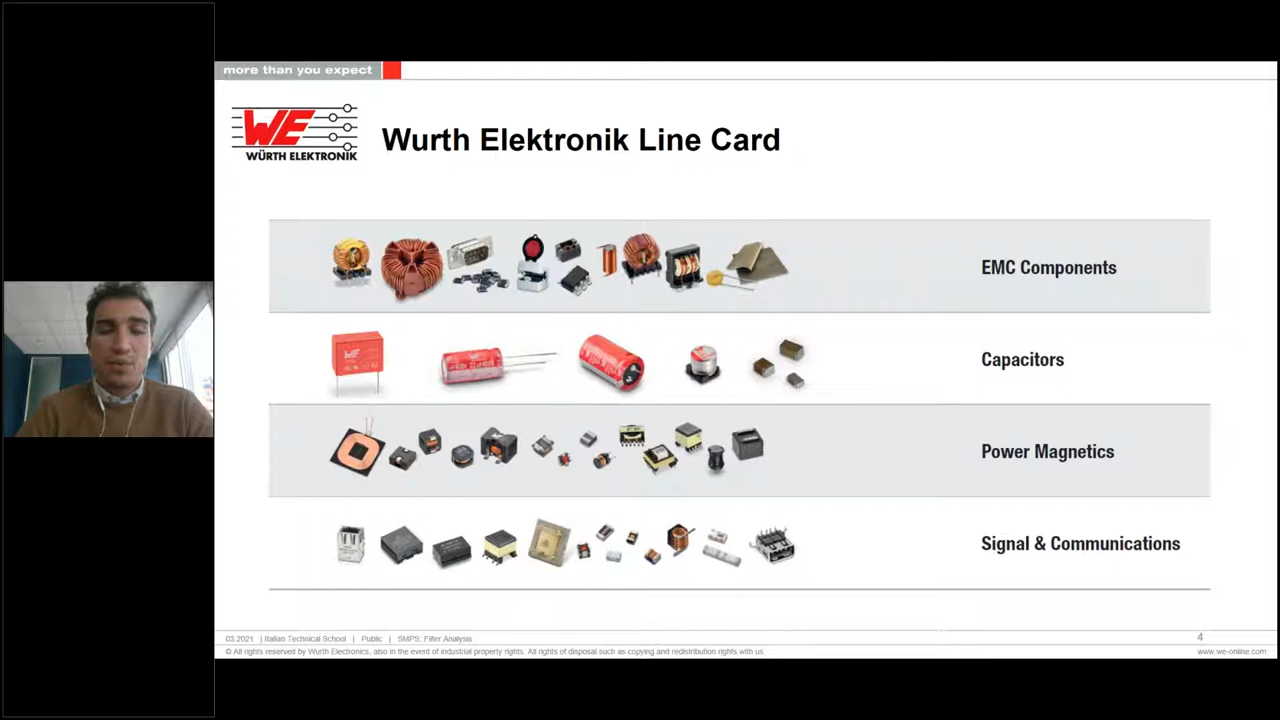 more than you expect
WE
WÜRTH ELEKTRONIK
Wurth Elektronik Line Card
EMC Components
Capacitors
Power Magnetics
Signal & Communications
03.2021 | Italian Technical School | Public | SMPS: Filter Analysis
4
© All rights reserved by Wurth Electronics, also in the event of industrial property rights. All rights of disposal such as copying and redistribution rights with us.
www.we-online.com